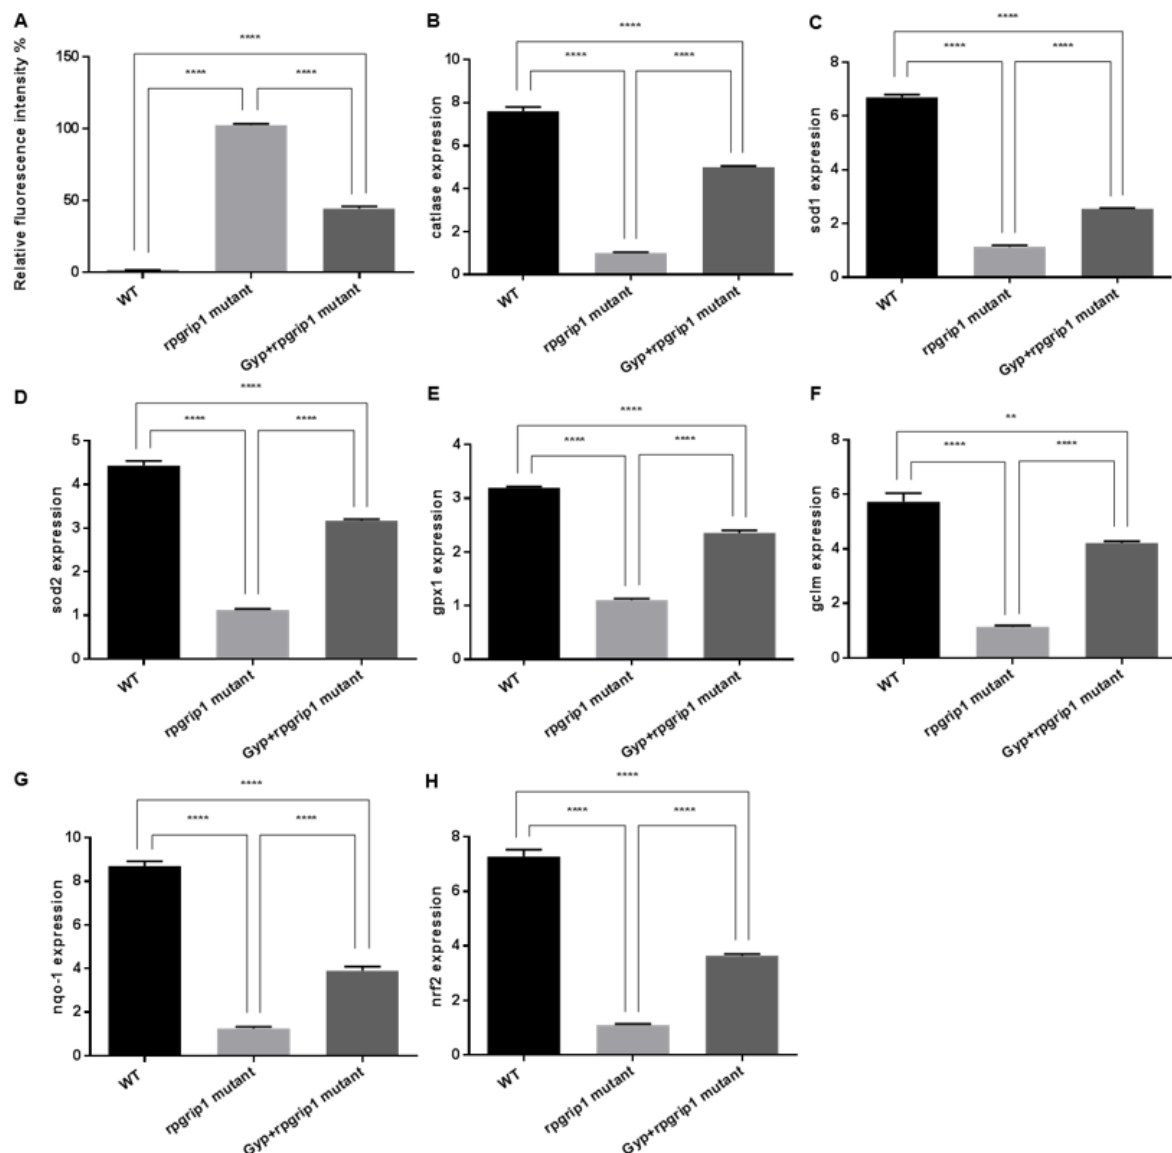 A
Relative fluorescence intensity %
150
100
50
0
****
****
****
WT
rpgrip1 mutant
Gyp+rpgrip1 mutant
B
catlase expression
10
8
6
4
2
0
****
****
****
WT
rpgrip1 mutant
Gyp+rpgrip1 mutant
C
sod1 expression
8
6
4
2
0
****
****
****
WT
rpgrip1 mutant
Gyp+rpgrip1 mutant
D
sod2 expression
5
4
3
2
1
0
****
****
****
WT
rpgrip1 mutant
Gyp+rpgrip1 mutant
E
gpx1 expression
4
3
2
1
0
****
****
****
WT
rpgrip1 mutant
Gyp+rpgrip1 mutant
F
gclm expression
8
6
4
2
0
**
****
****
WT
rpgrip1 mutant
Gyp+rpgrip1 mutant
G
nqo-1 expression
10
8
6
4
2
0
****
****
****
WT
rpgrip1 mutant
Gyp+rpgrip1 mutant
H
nrf2 expression
8
6
4
2
0
****
****
****
WT
rpgrip1 mutant
Gyp+rpgrip1 mutant